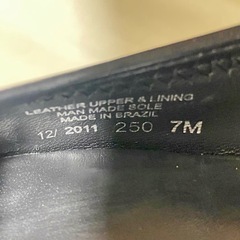 LEATHER UPPER & LINING
MAN MADE SOLE
MADE IN BRAZIL
12/ 2011 250 7M